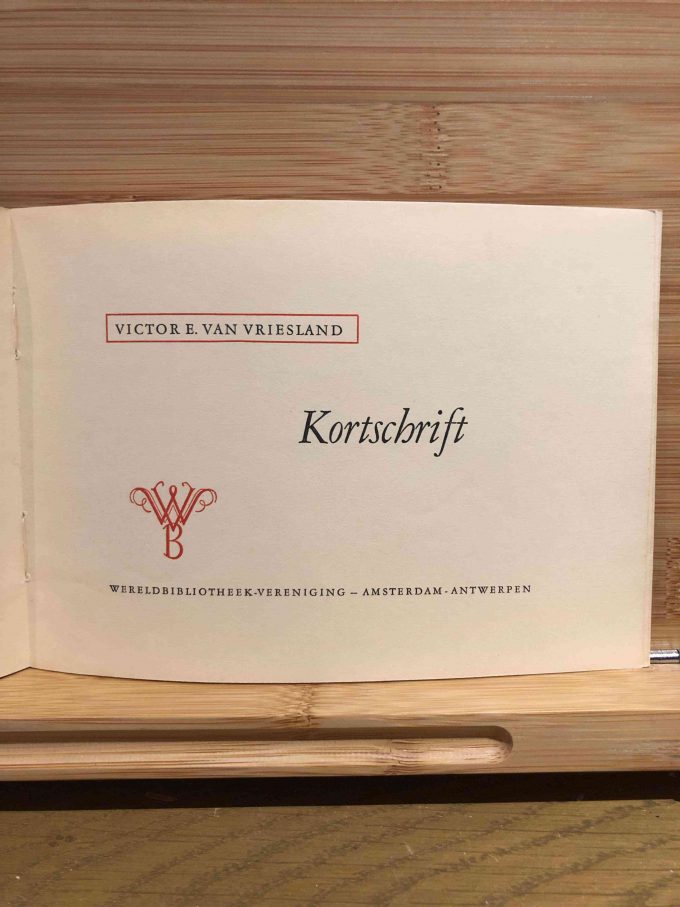 VICTOR E. VAN VRIESLAND
Kortschrift
WB
WERELDBIBLIOTHEEK-VERENIGING – AMSTERDAM-ANTWERPEN